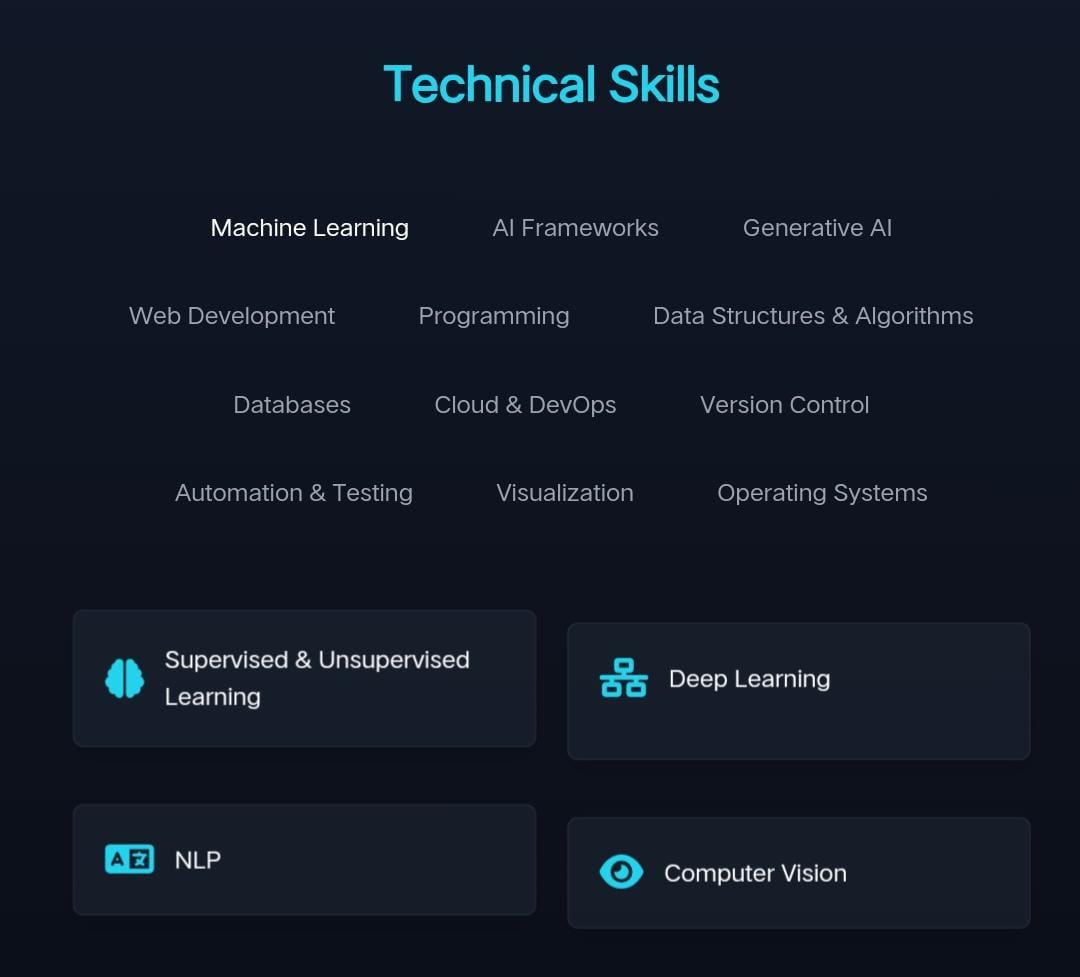 Technical Skills
Machine Learning
AI Frameworks
Generative AI
Web Development
Programming
Data Structures & Algorithms
Databases
Cloud & DevOps
Version Control
Automation & Testing
Visualization
Operating Systems
Supervised & Unsupervised
Learning
Deep Learning
A 文 NLP
Computer Vision